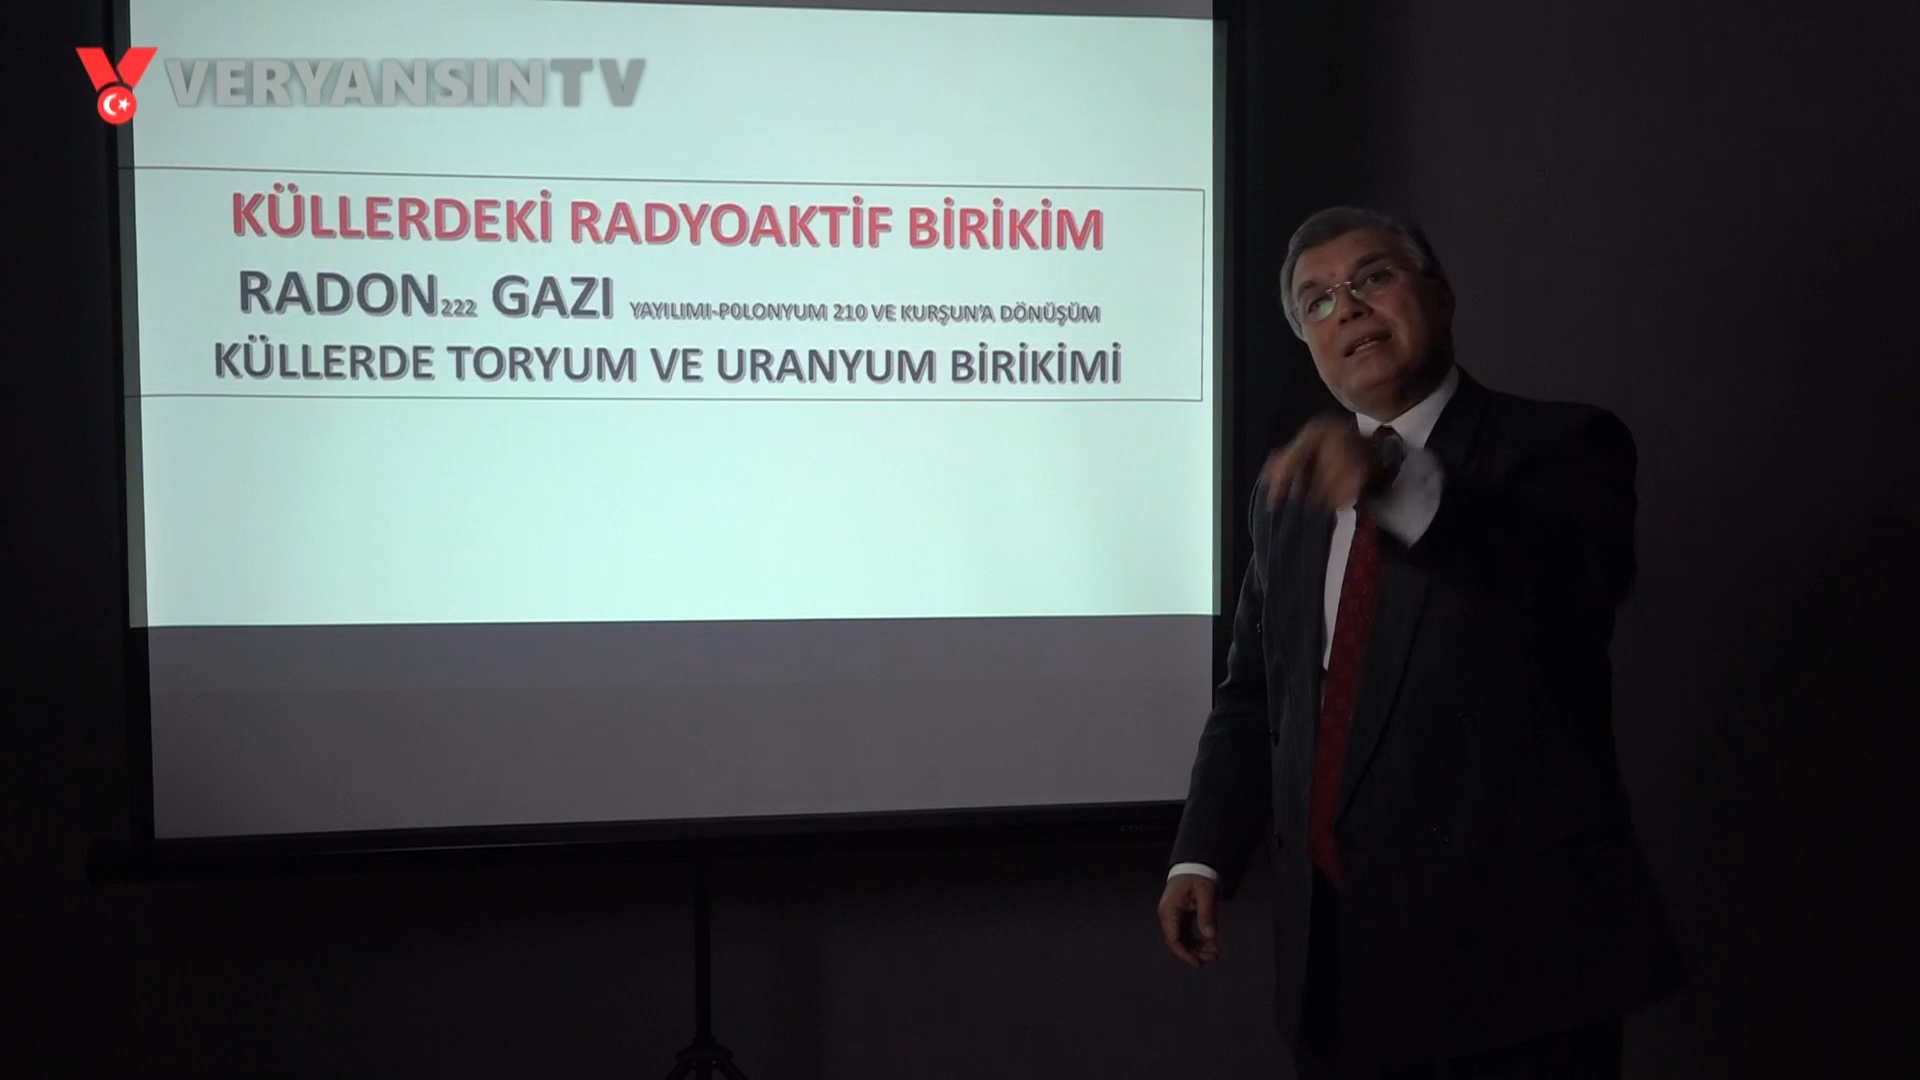 VERYANSINTV
KÜLLERDEKİ RADYOAKTİF BİRİKİM
RADON222 GAZI YAYILIMI-POLONYUM 210 VE KURŞUN'A DÖNÜŞÜM
KÜLLERDE TORYUM VE URANYUM BİRİKİMİ